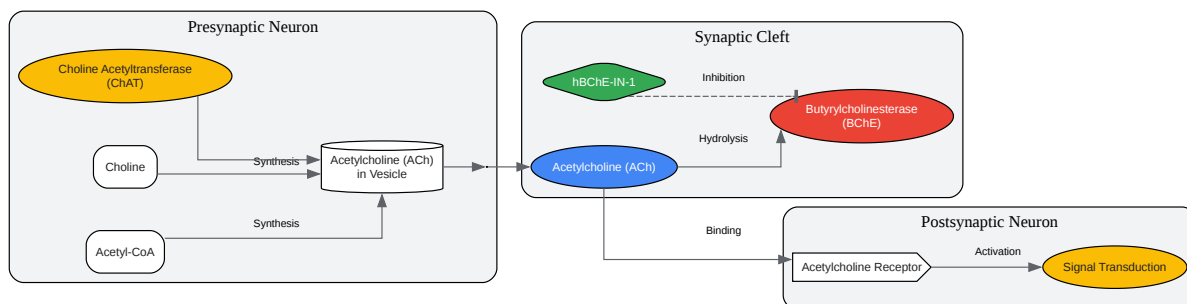 Presynaptic Neuron
Choline Acetyltransferase
(ChAT)
Choline
Synthesis
Acetylcholine (ACh)
in Vesicle
Synthesis
Acetyl-CoA
Synaptic Cleft
hBChE-IN-1
Inhibition
Butyrylcholinesterase
(BChE)
Hydrolysis
Acetylcholine (ACh)
Binding
Postsynaptic Neuron
Acetylcholine Receptor
Activation
Signal Transduction